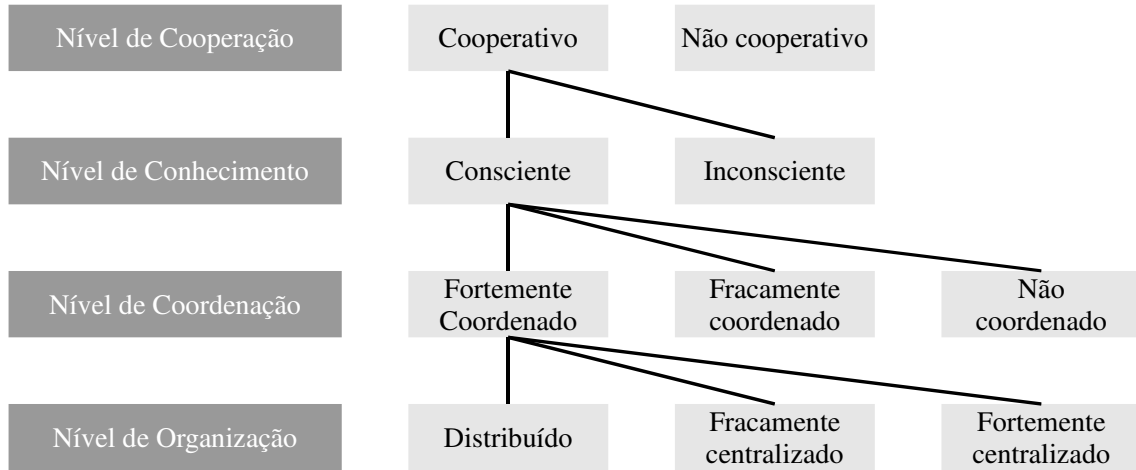 Nível de Cooperação
Cooperativo
Não cooperativo
Nível de Conhecimento
Consciente
Inconsciente
Nível de Coordenação
Fortemente
Coordenado
Fracamente
coordenado
Não
coordenado
Nível de Organização
Distribuído
Fracamente
centralizado
Fortemente
centralizado